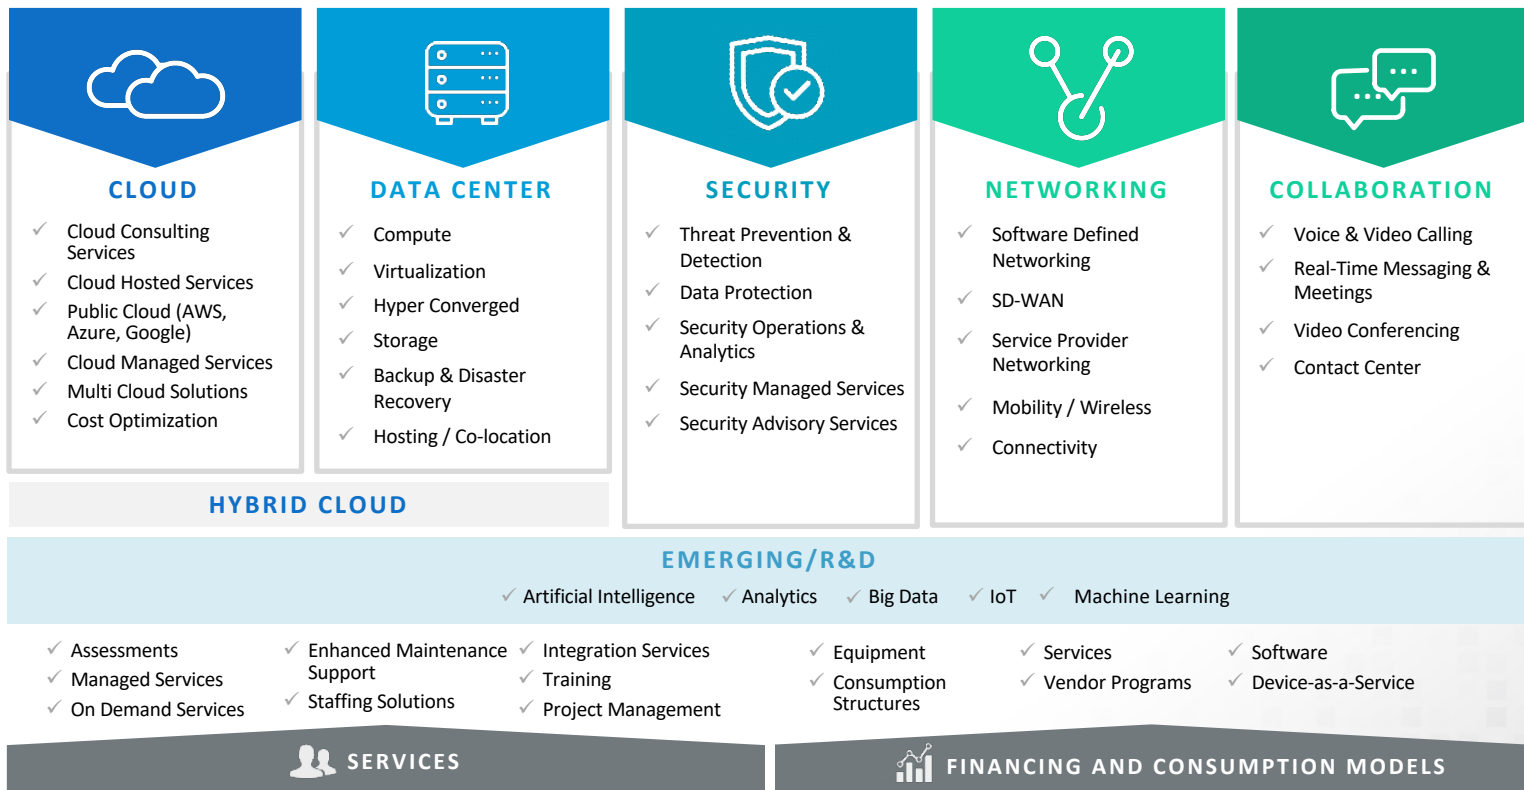 CLOUD
Cloud Consulting
Services
Cloud Hosted Services
Public Cloud (AWS,
Azure, Google)
Cloud Managed Services
Multi Cloud Solutions
Cost Optimization
DATA CENTER
Compute
Virtualization
Hyper Converged
Storage
Backup & Disaster
Recovery
Hosting / Co-location
HYBRID CLOUD
SECURITY
Threat Prevention &
Detection
Data Protection
Security Operations &
Analytics
Security Managed Services
Security Advisory Services
NETWORKING
Software Defined
Networking
SD-WAN
Service Provider
Networking
Mobility / Wireless
Connectivity
COLLABORATION
Voice & Video Calling
Real-Time Messaging &
Meetings
Video Conferencing
Contact Center
EMERGING/R&D
Artificial Intelligence Analytics Big Data IoT Machine Learning
Assessments
Managed Services
On Demand Services
Enhanced Maintenance
Support
Staffing Solutions
Integration Services
Training
Project Management
SERVICES
Equipment
Consumption
Structures
Services
Vendor Programs
Software
Device-as-a-Service
FINANCING AND CONSUMPTION MODELS